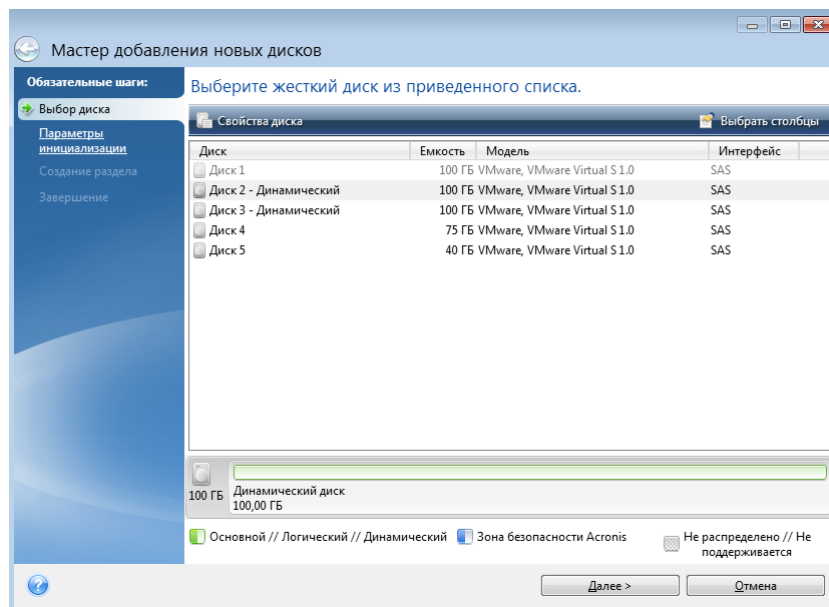 Мастер добавления новых дисков
Обязательные шаги:
Выбор диска
Параметры
инициализации
Создание раздела
Завершение
Выберите жесткий диск из приведенного списка.
Свойства диска Выбрать столбцы
Диск Емкость Модель Интерфейс
Диск 1 100 ГБ VMware, VMware Virtual S 1.0 SAS
Диск 2 - Динамический 100 ГБ VMware, VMware Virtual S 1.0 SAS
Диск 3 - Динамический 100 ГБ VMware, VMware Virtual S 1.0 SAS
Диск 4 75 ГБ VMware, VMware Virtual S 1.0 SAS
Диск 5 40 ГБ VMware, VMware Virtual S 1.0 SAS
100 ГБ Динамический диск
100,00 ГБ
Основной // Логический // Динамический Зона безопасности Acronis Не распределено // Не
поддерживается
? Далее > Отмена